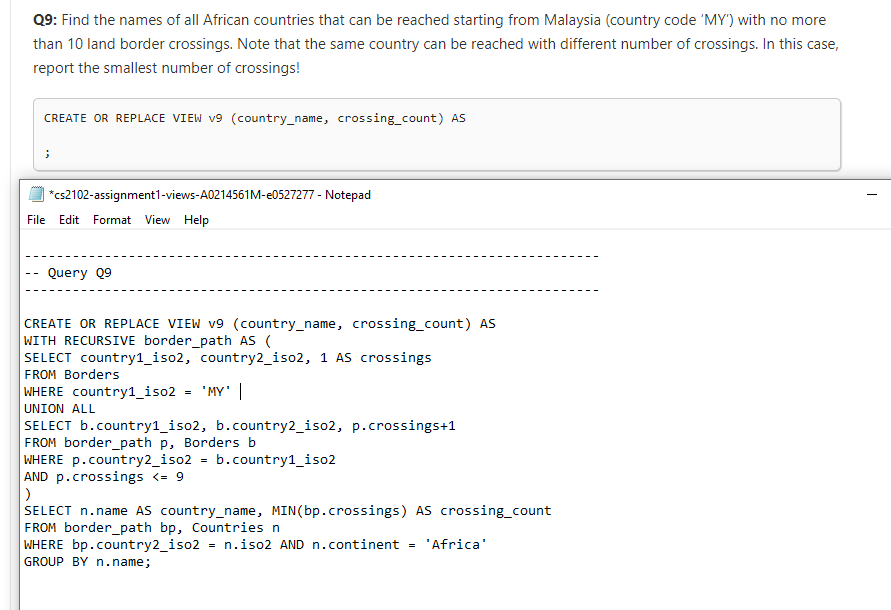 Q9: Find the names of all African countries that can be reached starting from Malaysia (country code 'MY') with no more
than 10 land border crossings. Note that the same country can be reached with different number of crossings. In this case,
report the smallest number of crossings!
CREATE OR REPLACE VIEW v9 (country_name, crossing_count) AS
;
*cs2102-assignment1-views-A0214561M-e0527277 - Notepad
File Edit Format View Help
------------------------------------------------------------------------
-- Query Q9
------------------------------------------------------------------------
CREATE OR REPLACE VIEW v9 (country_name, crossing_count) AS
WITH RECURSIVE border_path AS (
SELECT country1_iso2, country2_iso2, 1 AS crossings
FROM Borders
WHERE country1_iso2 = 'MY'
UNION ALL
SELECT b.country1_iso2, b.country2_iso2, p.crossings+1
FROM border_path p, Borders b
WHERE p.country2_iso2 = b.country1_iso2
AND p.crossings <= 9
)
SELECT n.name AS country_name, MIN(bp.crossings) AS crossing_count
FROM border_path bp, Countries n
WHERE bp.country2_iso2 = n.iso2 AND n.continent = 'Africa'
GROUP BY n.name;